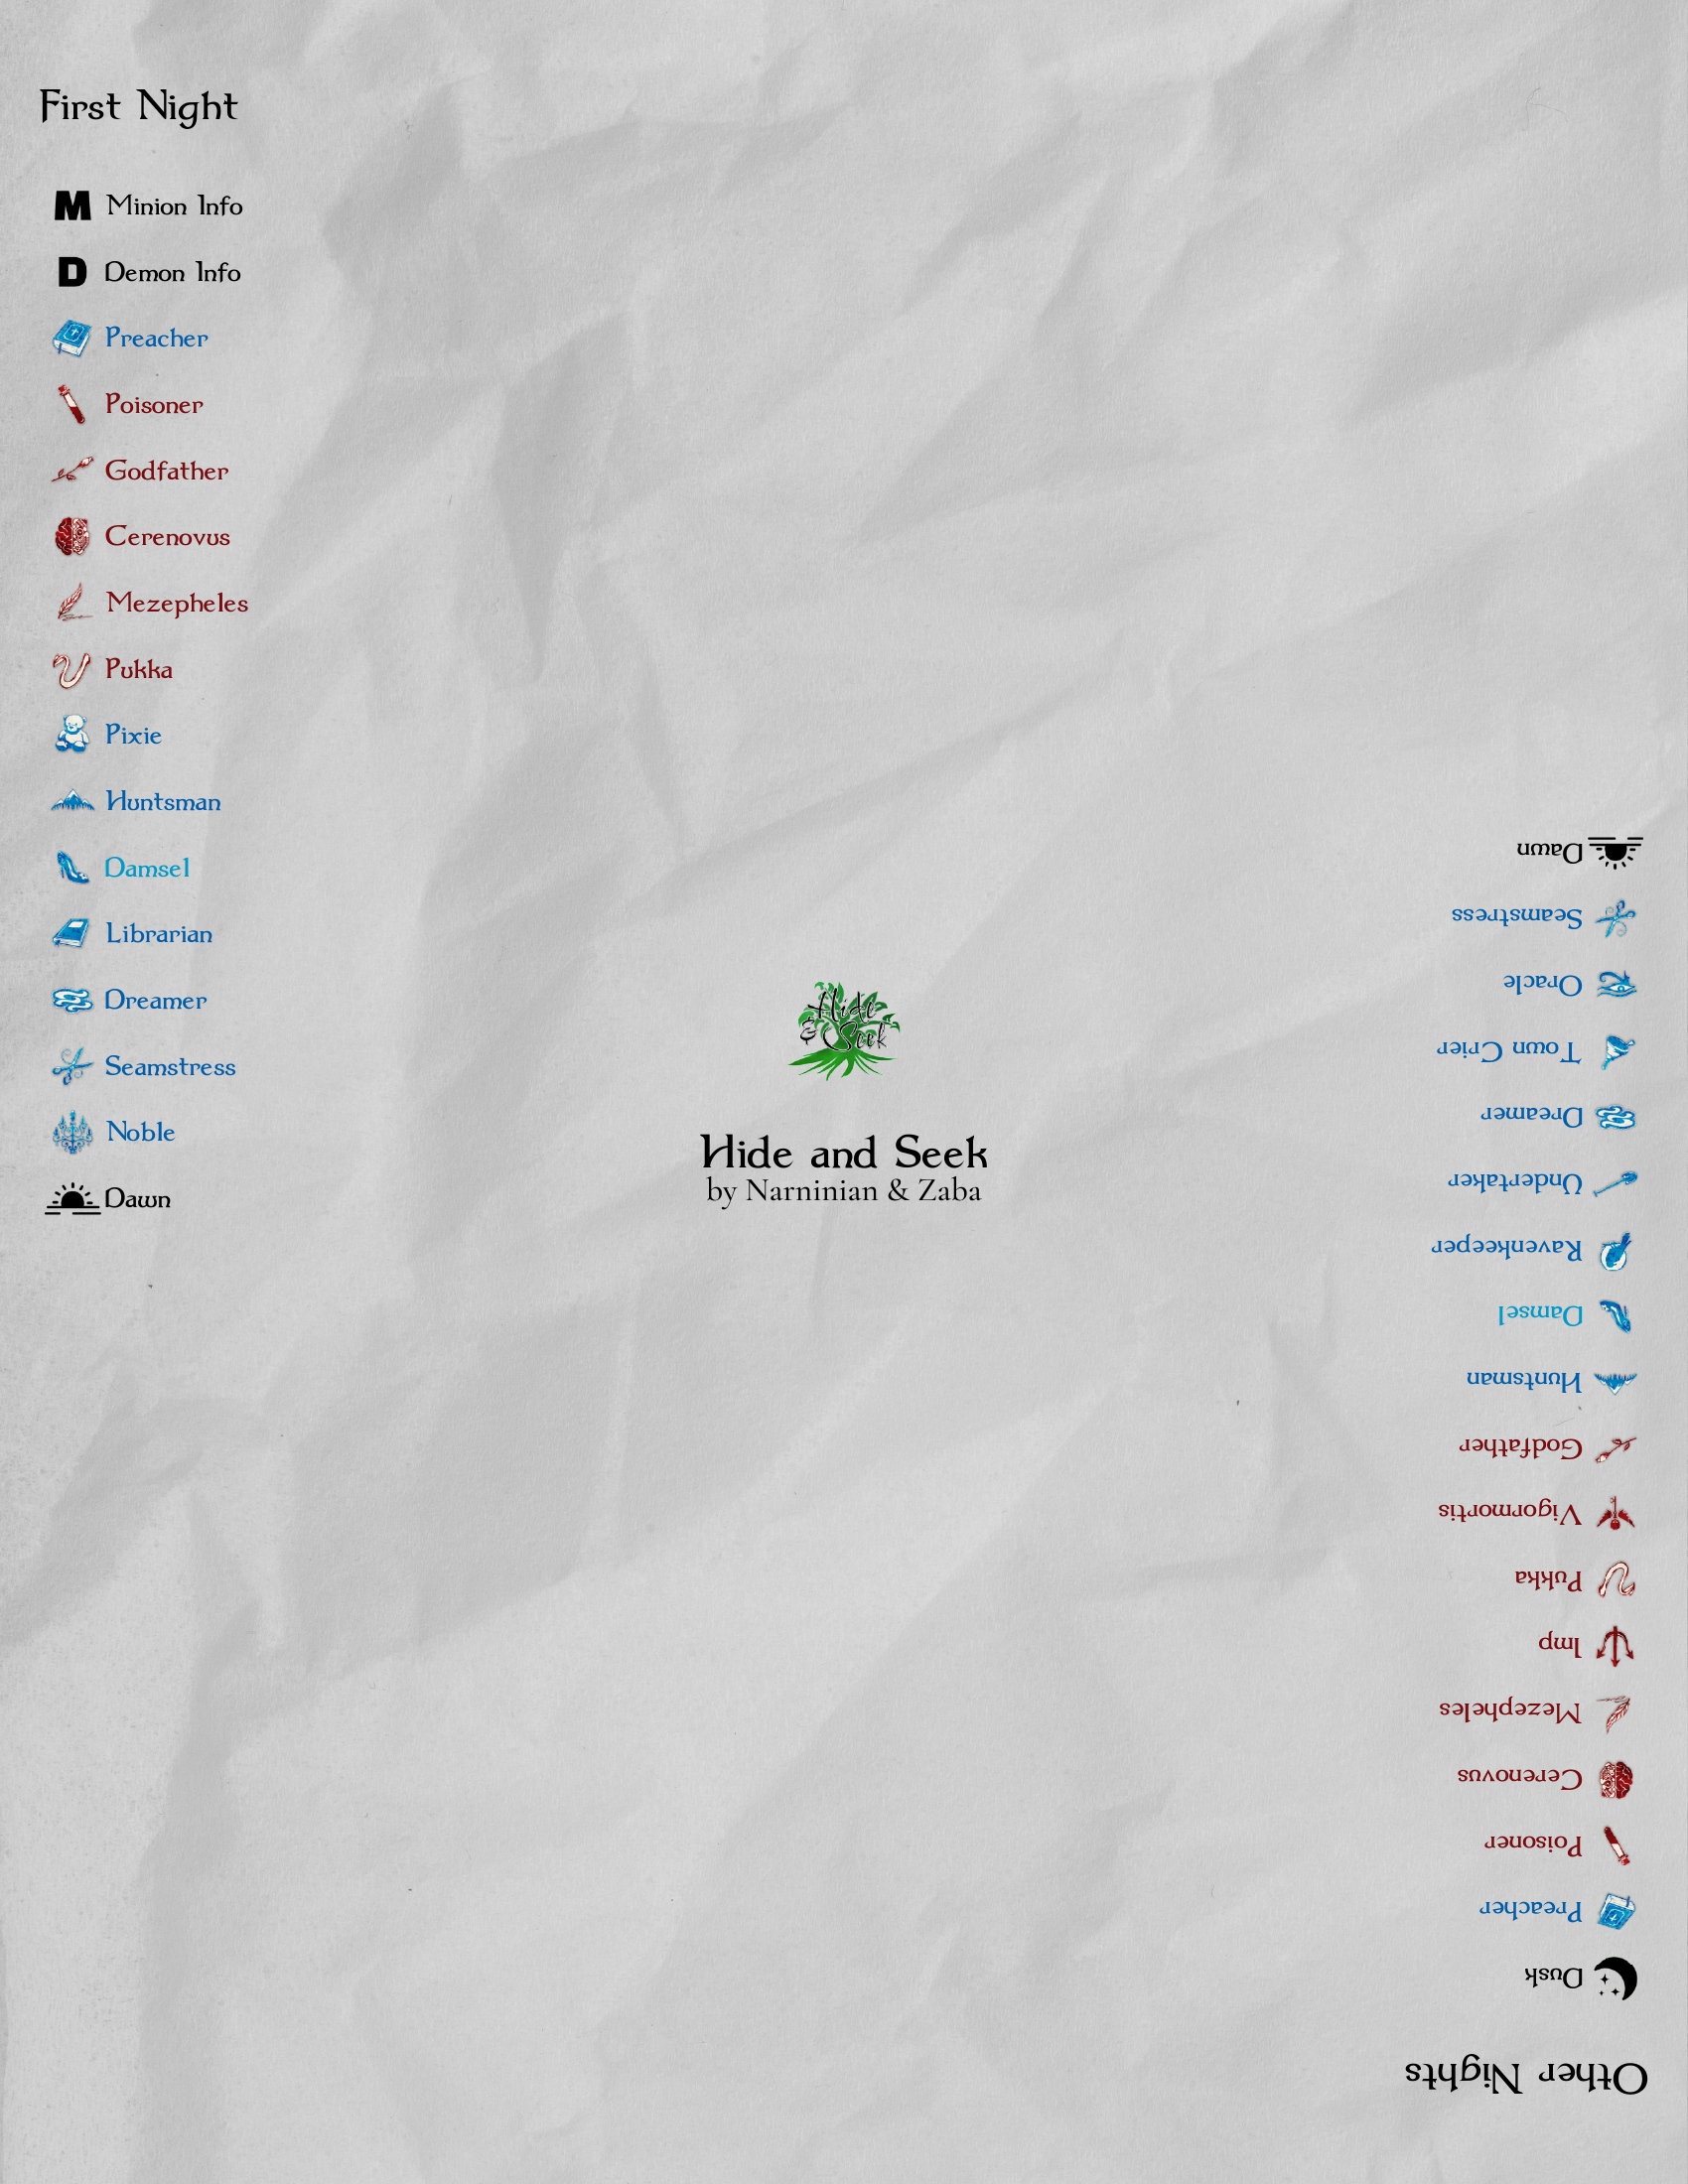 First Night
M Minion Info
D Demon Info
Preacher
Poisoner
Godfather
Cerenovus
Mezepheles
Pukka
Pixie
Huntsman
Damsel
Librarian
Dreamer
Seamstress
Noble
Dawn
Hide
& Seek
Hide and Seek
by Narninian & Zaba
Other Nights
Dusk
Preacher
Poisoner
Cerenovus
Mezepheles
Imp
Pukka
Vigormortis
Godfather
Huntsman
Damsel
Ravenkeeper
Undertaker
Dreamer
Town Crier
Oracle
Seamstress
Dawn